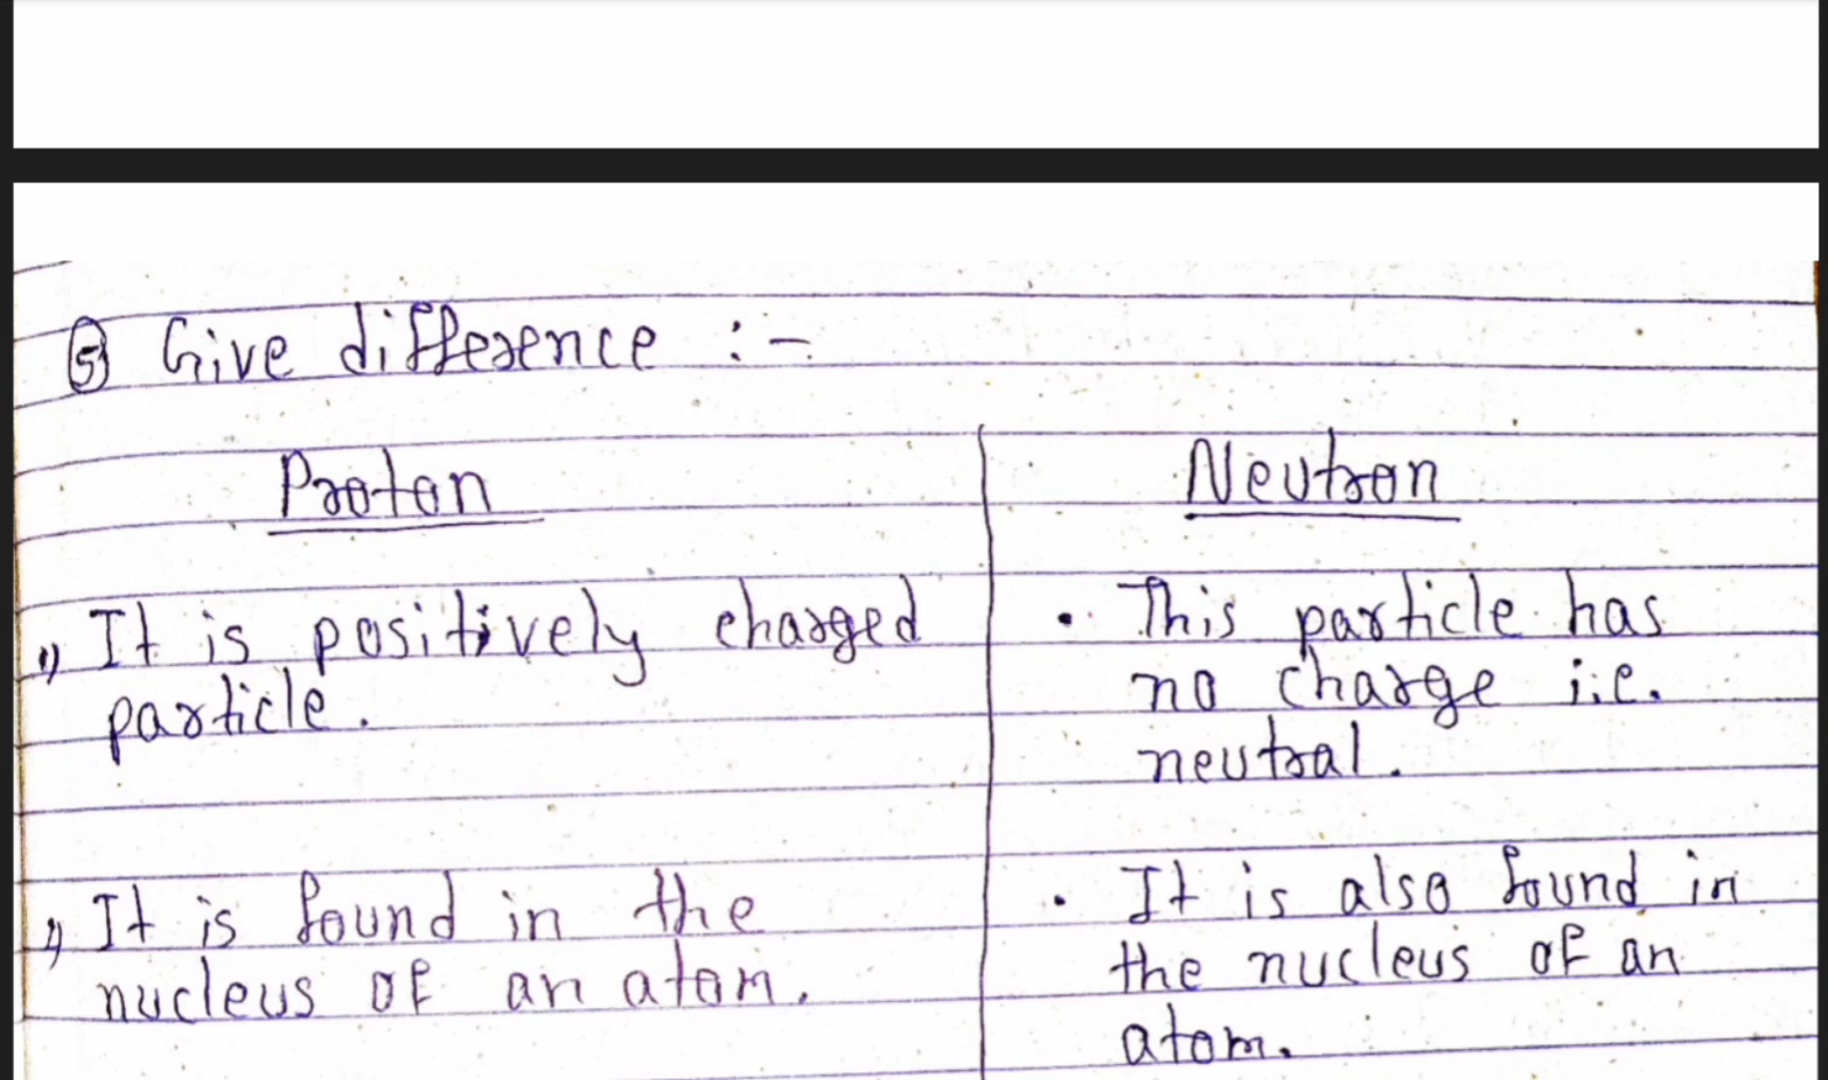 ⑤ Give difference :-
Proton
Neutron
1) It is positively charged
particle.
• This particle has
no charge i.e.
neutral.
2) It is found in the
nucleus of an atom.
• It is also found in
the nucleus of an
atom.